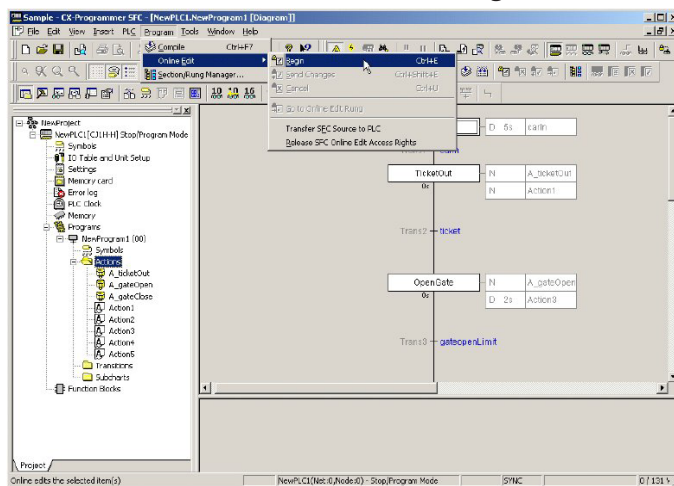 Sample - CX-Programmer SFC - [NewPLC1.NewProgram1 [Diagram]]
File Edit View Insert PLC Program Tools Window Help
Compile Ctrl+F7
Online Edit
Section/Rung Manager...
Begin Ctrl+E
Send Changes Ctrl+Shift+E
Cancel Ctrl+U
Go to Online Edit Rung
Transfer SFC Source to PLC
Release SFC Online Edit Access Rights
NewProject
NewPLC1[CJ1H-H] Stop/Program Mode
Symbols
IO Table and Unit Setup
Settings
Memory card
Error log
PLC Clock
Memory
Programs
NewProgram1 (00)
Symbols
Actions
A_ticketOut
A_gateOpen
A_gateClose
Action1
Action2
Action3
Action4
Action5
Transitions
Subcharts
Function Blocks
Project
D 5s carIn
TicketOut N A_ticketOut
0s N Action1
Trans2 ticket
OpenGate N A_gateOpen
0s D 2s Action3
Trans3 gateopenLimit
Online edits the selected item(s)
NewPLC1(Net:0,Node:0) - Stop/Program Mode
SYNC